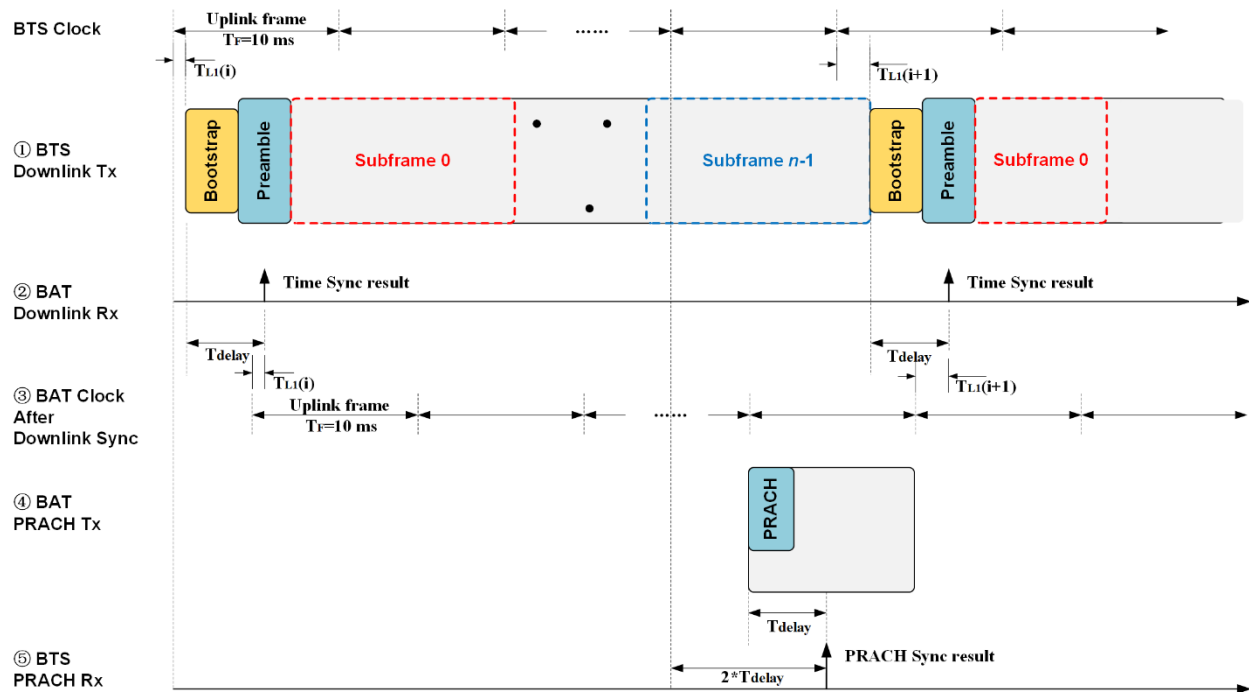 BTS Clock
Uplink frame
TF=10 ms
……
TL1(i)
TL1(i+1)
① BTS
Downlink Tx
Bootstrap
Preamble
Subframe 0
Subframe n-1
Bootstrap
Preamble
Subframe 0
② BAT
Downlink Rx
Time Sync result
Time Sync result
Tdelay
Tdelay
TL1(i)
TL1(i+1)
③ BAT Clock
After
Downlink Sync
Uplink frame
TF=10 ms
……
④ BAT
PRACH Tx
PRACH
Tdelay
⑤ BTS
PRACH Rx
2*Tdelay
PRACH Sync result